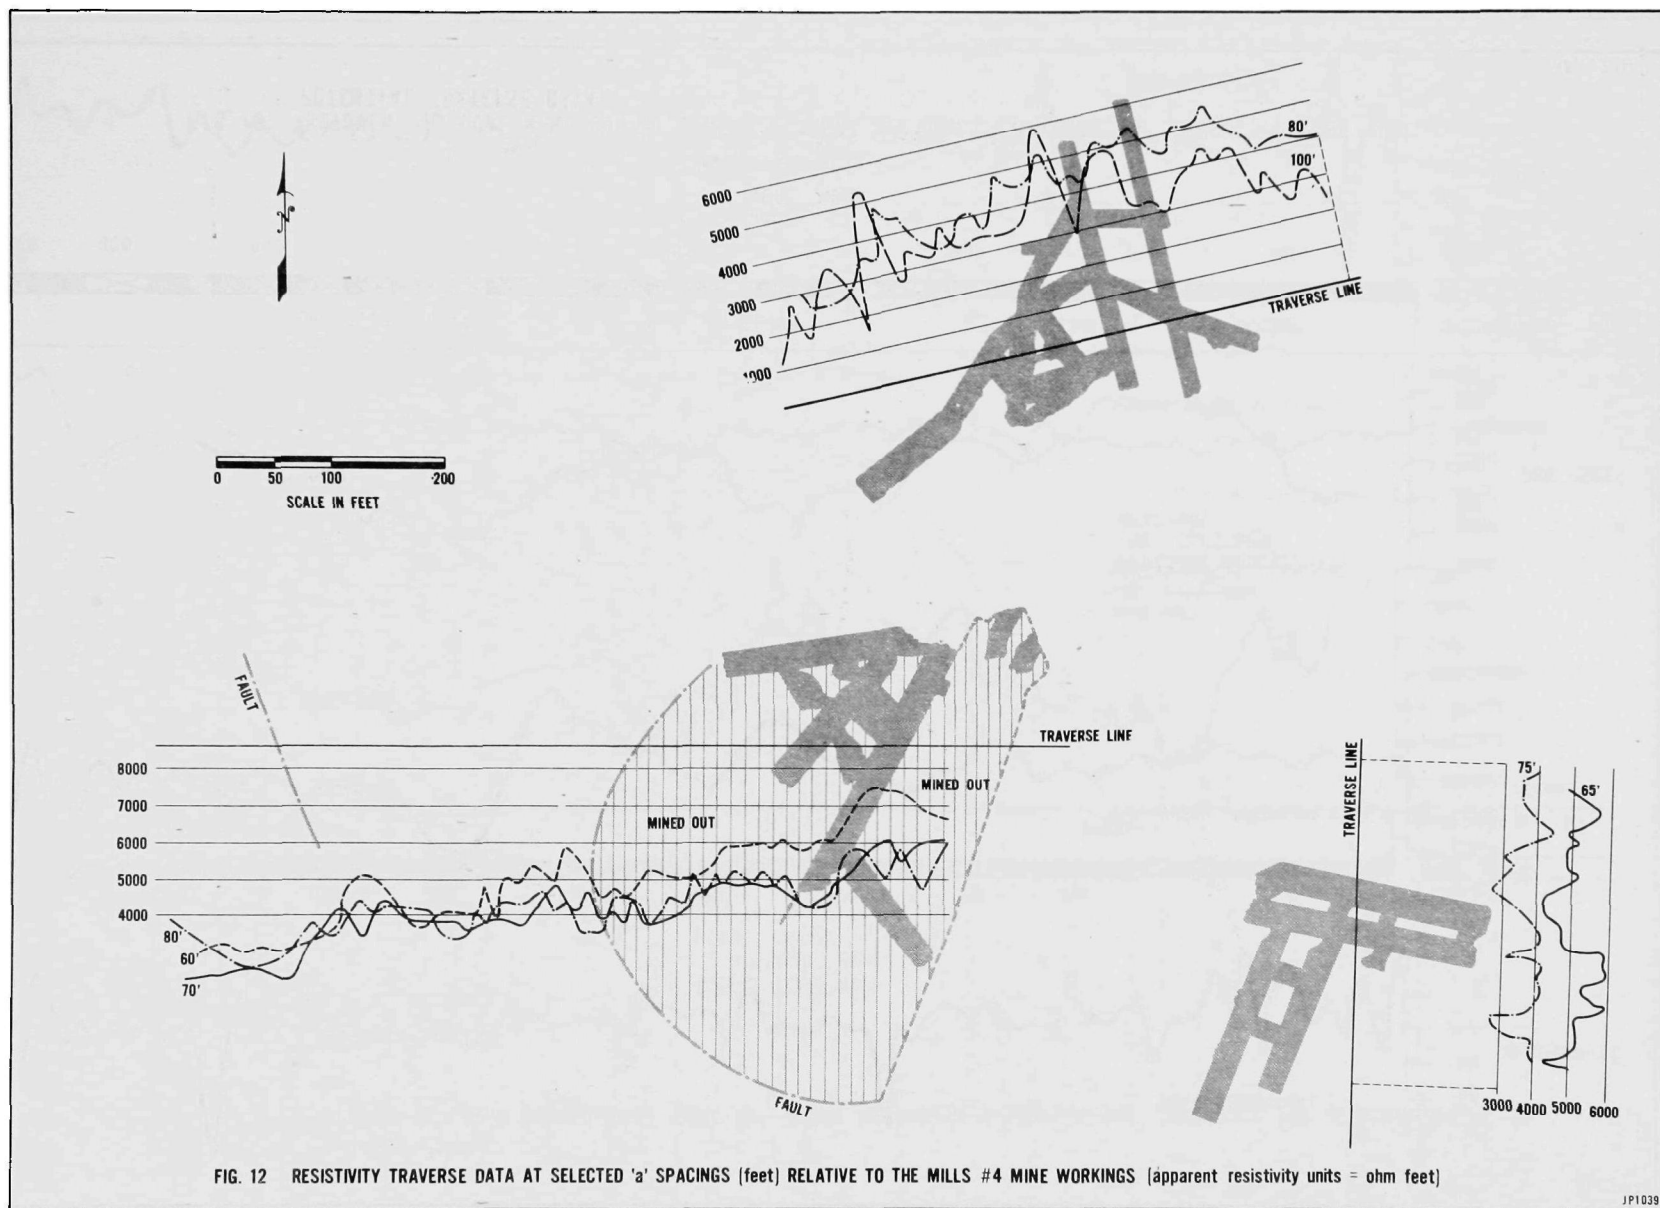 6000
5000
4000
3000
2000
1000
80'
100'
TRAVERSE LINE
N
0 50 100 200
SCALE IN FEET
FAULT
TRAVERSE LINE
8000
7000
6000
5000
4000
80'
60'
70'
MINED OUT
MINED OUT
FAULT
TRAVERSE LINE
75'
65'
3000 4000 5000 6000
FIG. 12 RESISTIVITY TRAVERSE DATA AT SELECTED 'a' SPACINGS (feet) RELATIVE TO THE MILLS #4 MINE WORKINGS (apparent resistivity units = ohm feet)
JP1039